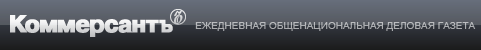 Коммерсантъ ЕЖЕДНЕВНАЯ ОБЩЕНАЦИОНАЛЬНАЯ ДЕЛОВАЯ ГАЗЕТА